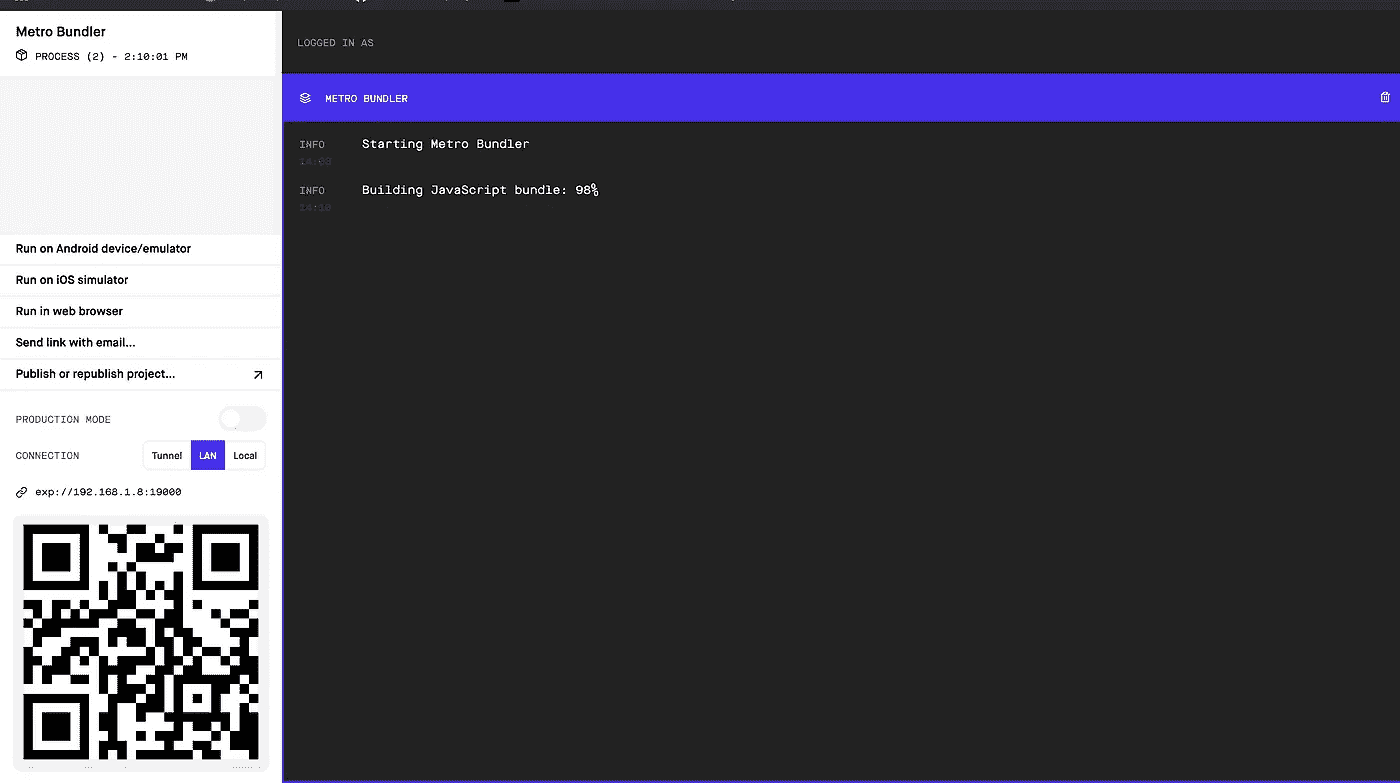 Metro Bundler
PROCESS (2) - 2:10:01 PM
Run on Android device/emulator
Run on iOS simulator
Run in web browser
Send link with email...
Publish or republish project...
PRODUCTION MODE
CONNECTION
Tunnel LAN Local
exp://192.168.1.8:19000
LOGGED IN AS
METRO BUNDLER
INFO Starting Metro Bundler
INFO Building JavaScript bundle: 98%
14:10